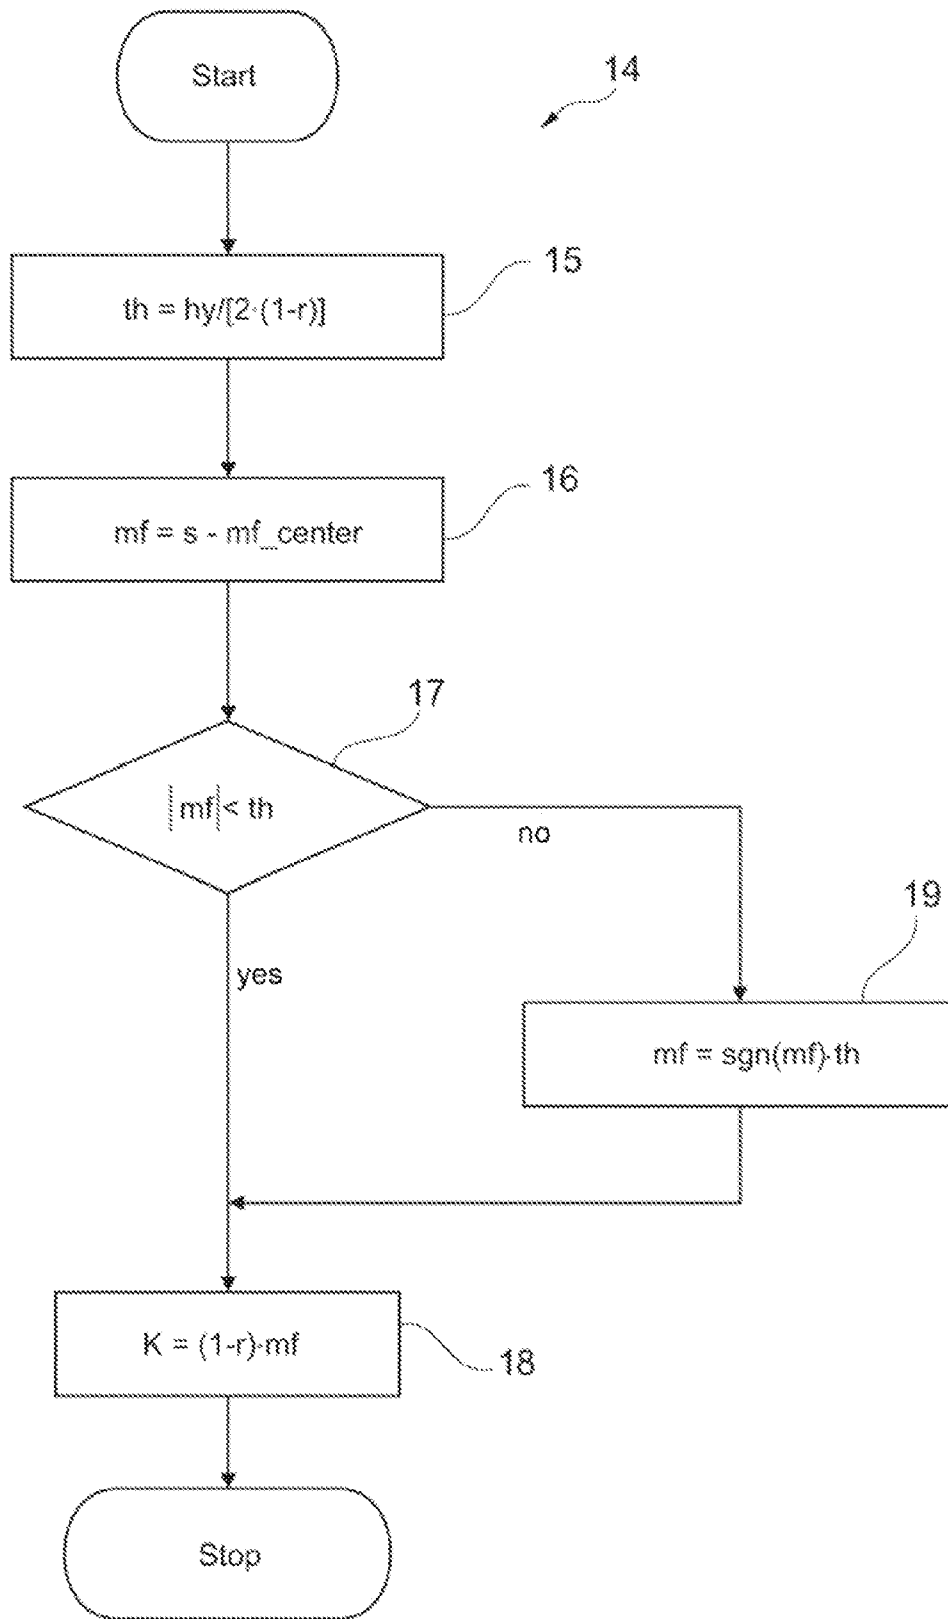 Start
14
15
th = hy/[2·(1-r)]
16
mf = s - mf_center
17
|mf|< th
no
19
yes
mf = sgn(mf)·th
K = (1-r)·mf
18
Stop